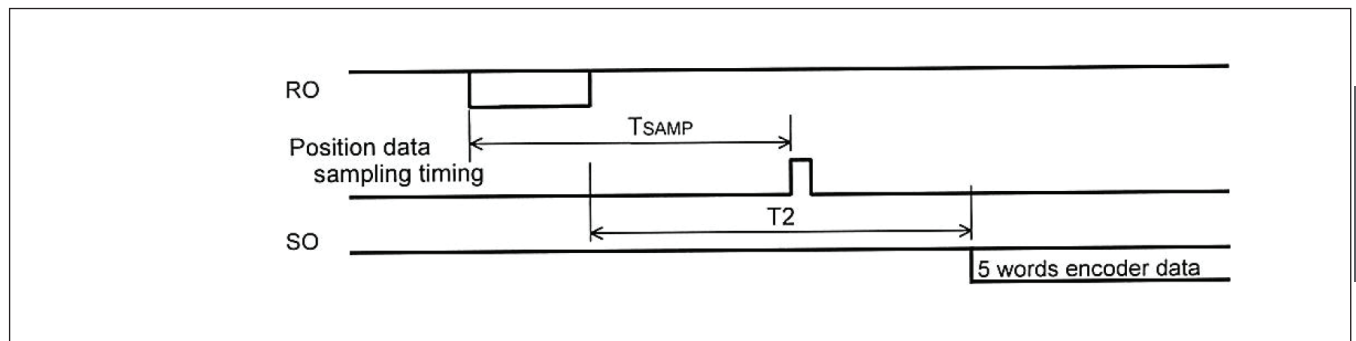 RO
TSAMP
Position data
sampling timing
T2
SO
5 words encoder data